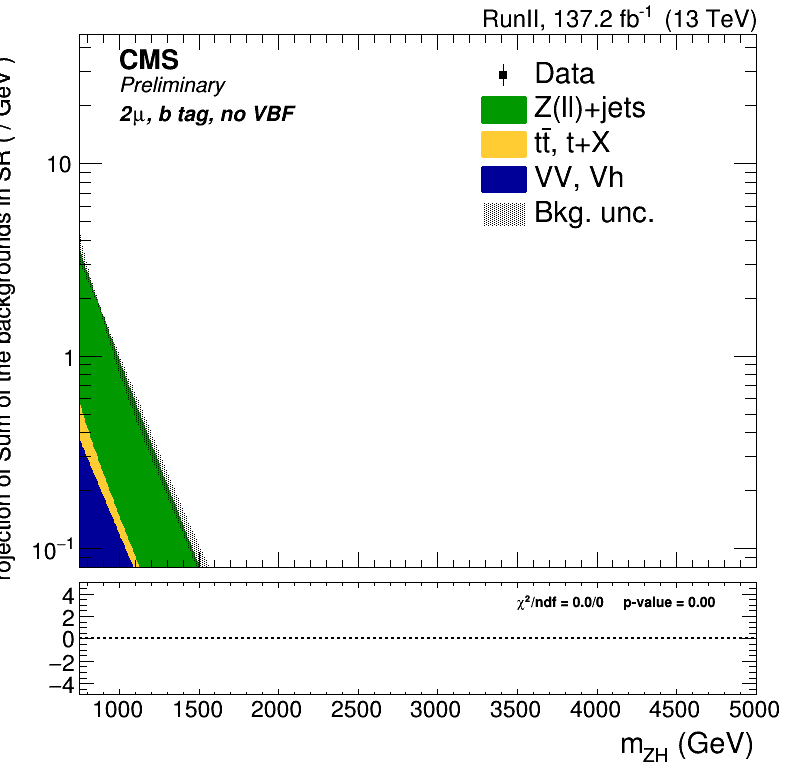 RunII, 137.2 fb-1 (13 TeV)
CMS
Preliminary
2μ, b tag, no VBF
Data
Z(ll)+jets
tt̄, t+X
VV, Vh
Bkg. unc.
rojection of Sum of the backgrounds in SR ( / GeV )
10
1
10−1
χ2/ndf = 0.0/0 p-value = 0.00
4
2
0
−2
−4
1000 1500 2000 2500 3000 3500 4000 4500 5000
mZH (GeV)